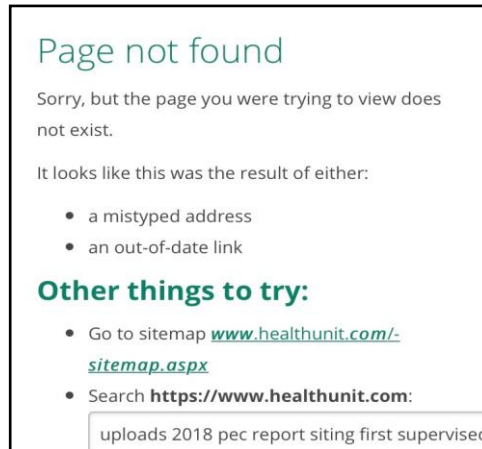 Page not found
Sorry, but the page you were trying to view does
not exist.
It looks like this was the result of either:
• a mistyped address
• an out-of-date link
Other things to try:
• Go to sitemap www.healthunit.com/-
sitemap.aspx
• Search https://www.healthunit.com:
uploads 2018 pec report siting first supervised